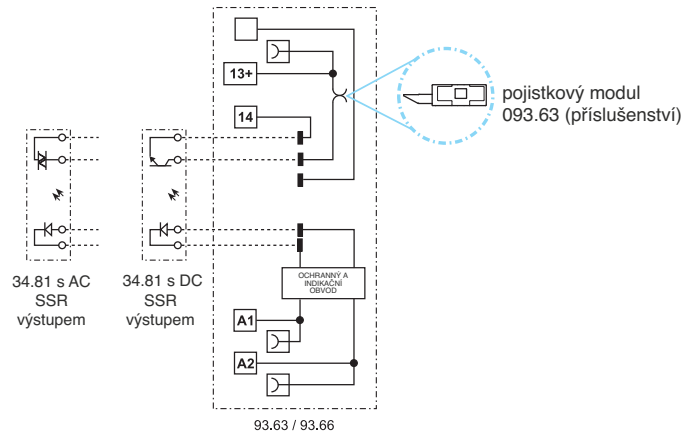 13+
14
pojistkový modul
093.63 (příslušenství)
34.81 s AC
SSR
výstupem
34.81 s DC
SSR
výstupem
OCHRANNÝ A
INDIKAČNÍ
OBVOD
A1
A2
93.63 / 93.66